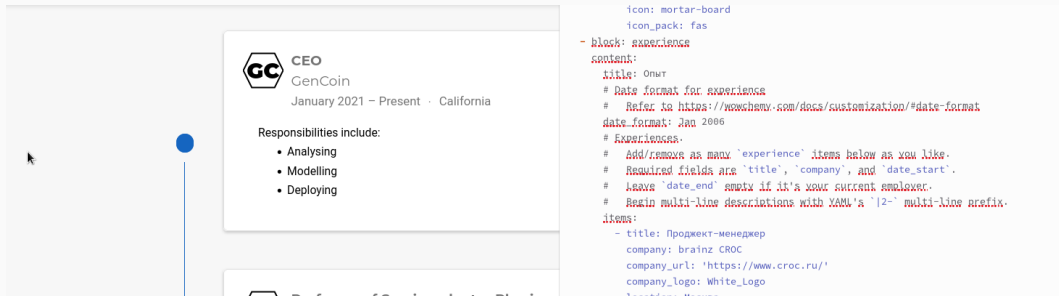 GC
CEO
GenCoin
January 2021 – Present · California
Responsibilities include:
• Analysing
• Modelling
• Deploying
icon: mortar-board
icon_pack: fas
- block: experience
content:
title: Опыт
# Date format for experience
#   Refer to https://wowchemy.com/docs/customization/#date-format
date_format: Jan 2006
# Experiences.
#   Add/remove as many `experience` items below as you like.
#   Required fields are `title`, `company`, and `date_start`.
#   Leave `date_end` empty if it's your current employer.
#   Begin multi-line descriptions with YAML's `|2-` multi-line prefix.
items:
- title: Проджект-менеджер
company: brainz CROC
company_url: 'https://www.croc.ru/'
company_logo: White_Logo